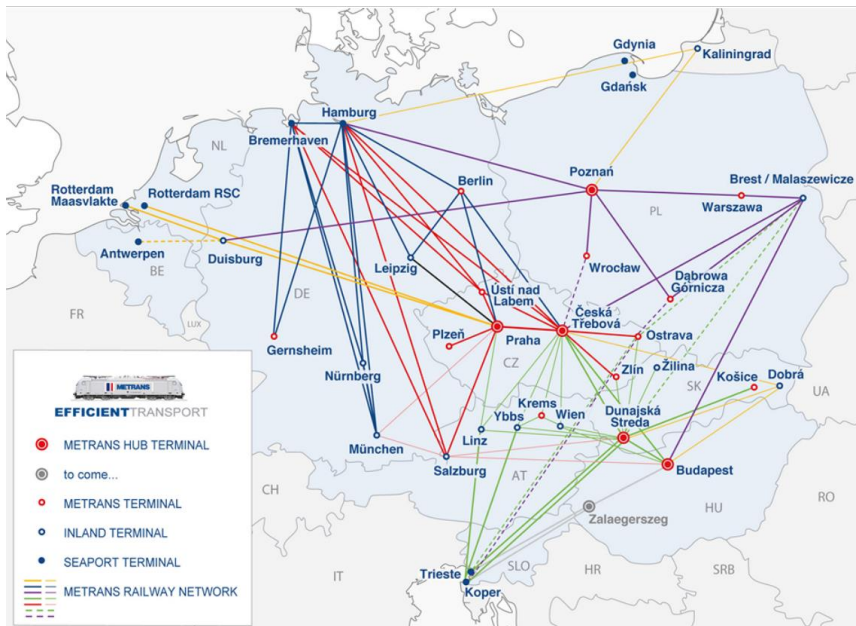 Gdynia
Kaliningrad
Gdańsk
Hamburg
Bremerhaven
NL
Berlin
Poznań
Brest / Malaszewicze
Rotterdam
Maasvlakte
Rotterdam RSC
PL
Warszawa
Antwerpen
BE
Duisburg
Leipzig
Wrocław
Dąbrowa
Górnicza
DE
Ústí nad
Labem
FR
LUX
Česká
Třebová
Praha
Ostrava
Plzeň
Gernsheim
CZ
Zlín
Žilina
Nürnberg
SK
Košice
Dobrá
UA
Krems
Ybbs
Wien
Dunajská
Streda
Linz
München
Salzburg
Budapest
CH
AT
HU
RO
Zalaegerszeg
Trieste
Koper
SLO
IT
HR
SRB
METRANS
EFFICIENTTRANSPORT
METRANS HUB TERMINAL
to come...
METRANS TERMINAL
INLAND TERMINAL
SEAPORT TERMINAL
METRANS RAILWAY NETWORK